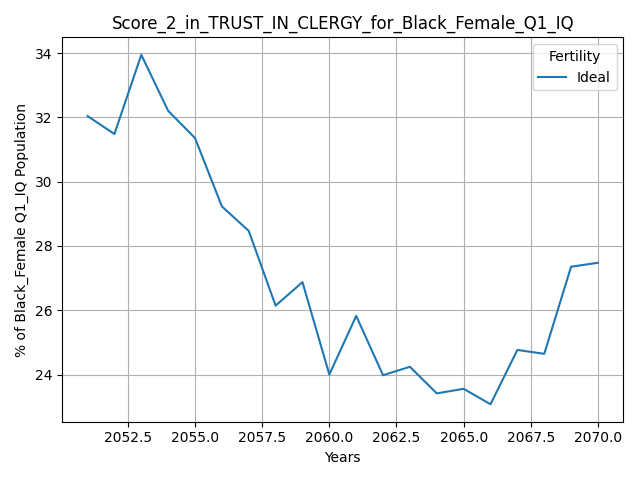 Score_2_in_TRUST_IN_CLERGY_for_Black_Female_Q1_IQ
Fertility
Ideal
% of Black_Female Q1_IQ Population
34
32
30
28
26
24
2052.5 2055.0 2057.5 2060.0 2062.5 2065.0 2067.5 2070.0
Years